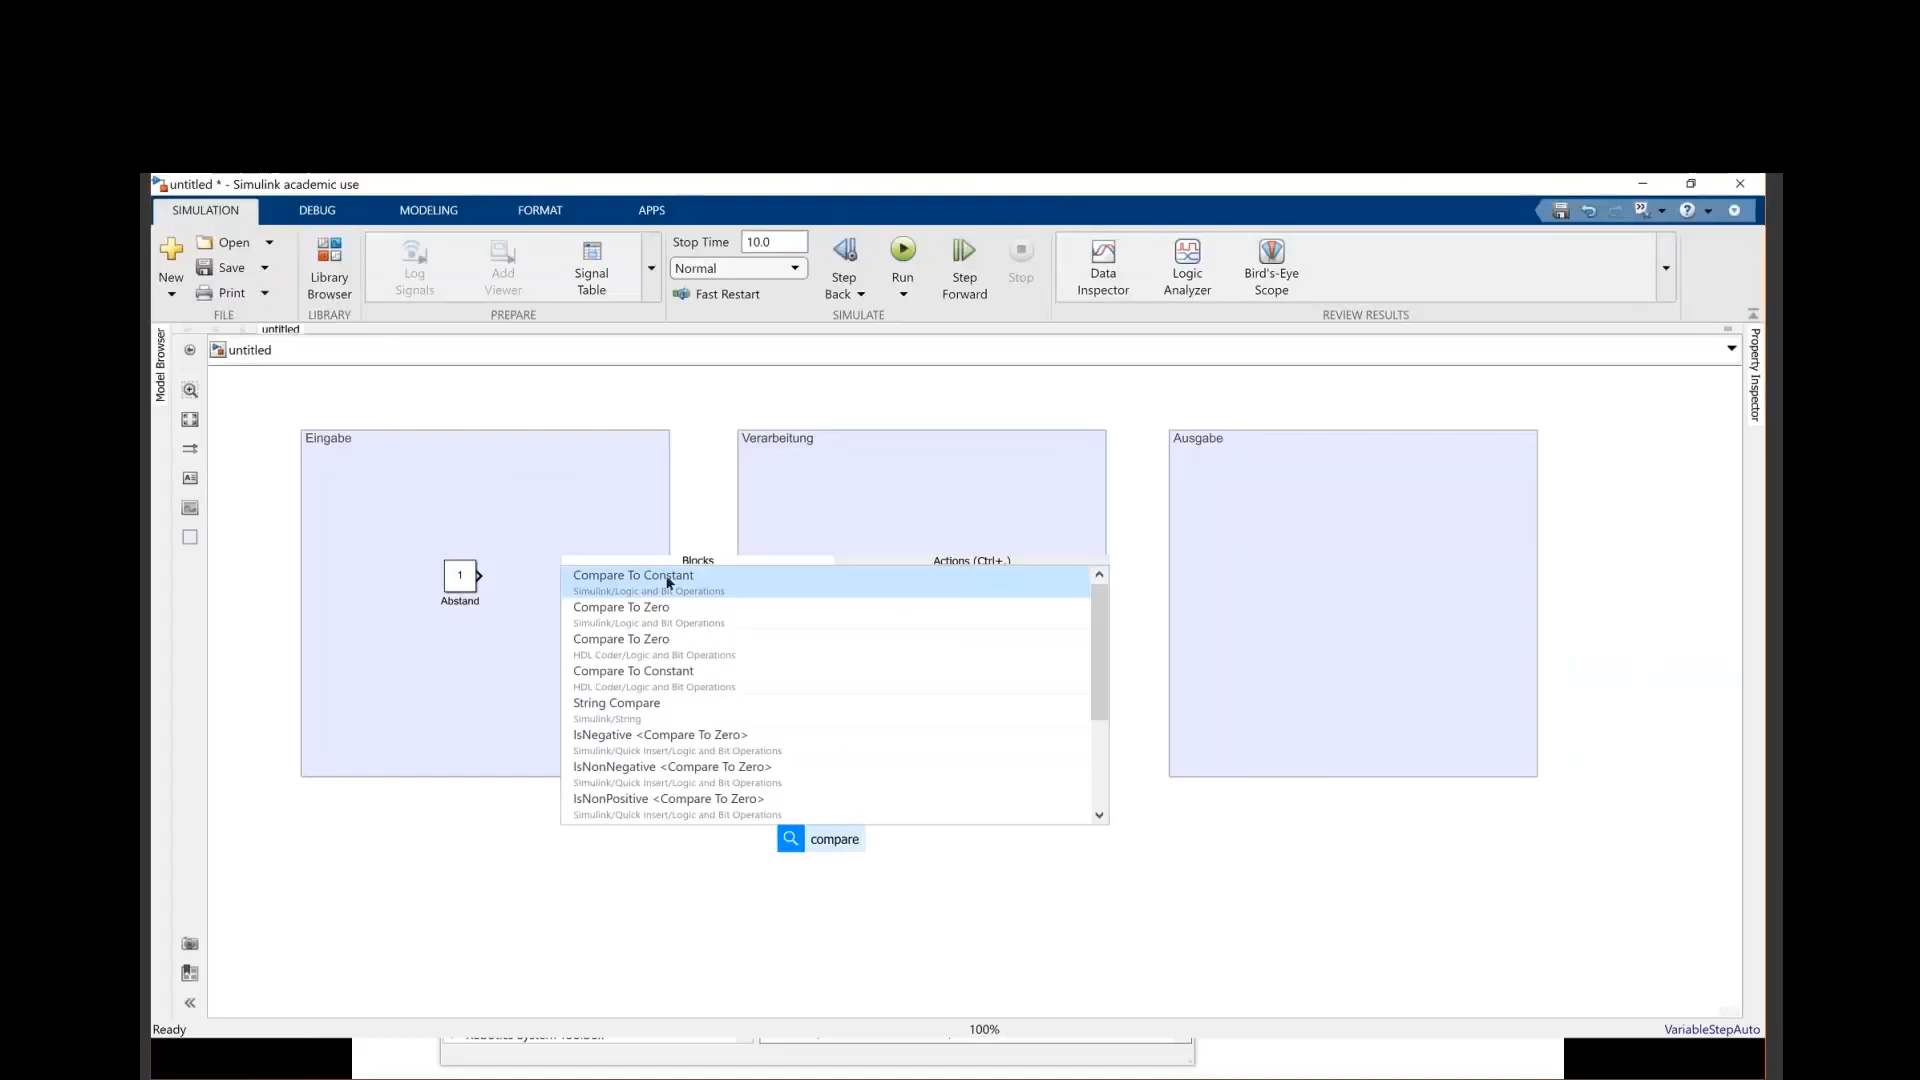 untitled * - Simulink academic use
SIMULATION
DEBUG
MODELING
FORMAT
APPS
New
Open
Save
Print
FILE
Library
Browser
LIBRARY
Log
Signals
Add
Viewer
Signal
Table
PREPARE
Stop Time
10.0
Normal
Fast Restart
Step
Back
Run
Step
Forward
Stop
SIMULATE
Data
Inspector
Logic
Analyzer
Bird's-Eye
Scope
REVIEW RESULTS
Model Browser
untitled
untitled
Property Inspector
Eingabe
Verarbeitung
Ausgabe
1
Abstand
Blocks
Actions (Ctrl+.)
Compare To Constant
Simulink/Logic and Bit Operations
Compare To Zero
Simulink/Logic and Bit Operations
Compare To Zero
HDL Coder/Logic and Bit Operations
Compare To Constant
HDL Coder/Logic and Bit Operations
String Compare
Simulink/String
IsNegative <Compare To Zero>
Simulink/Quick Insert/Logic and Bit Operations
IsNonNegative <Compare To Zero>
Simulink/Quick Insert/Logic and Bit Operations
IsNonPositive <Compare To Zero>
Simulink/Quick Insert/Logic and Bit Operations
compare
Ready
100%
VariableStepAuto